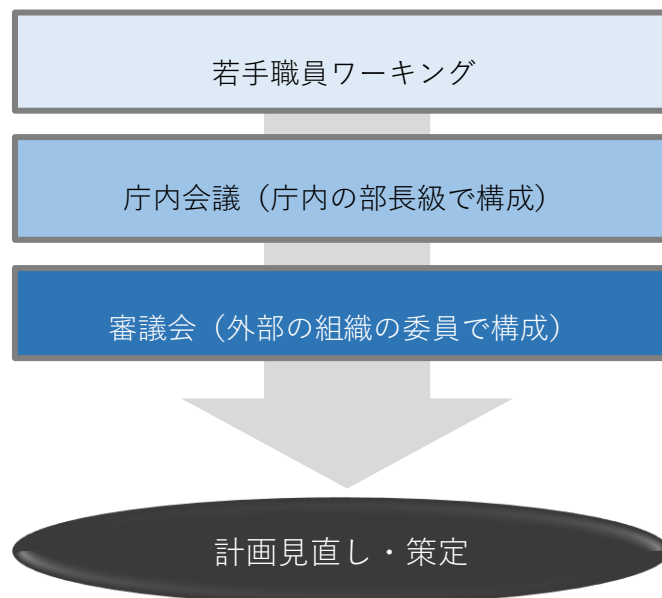 若手職員ワーキング
庁内会議（庁内の部長級で構成）
審議会（外部の組織の委員で構成）
計画見直し・策定